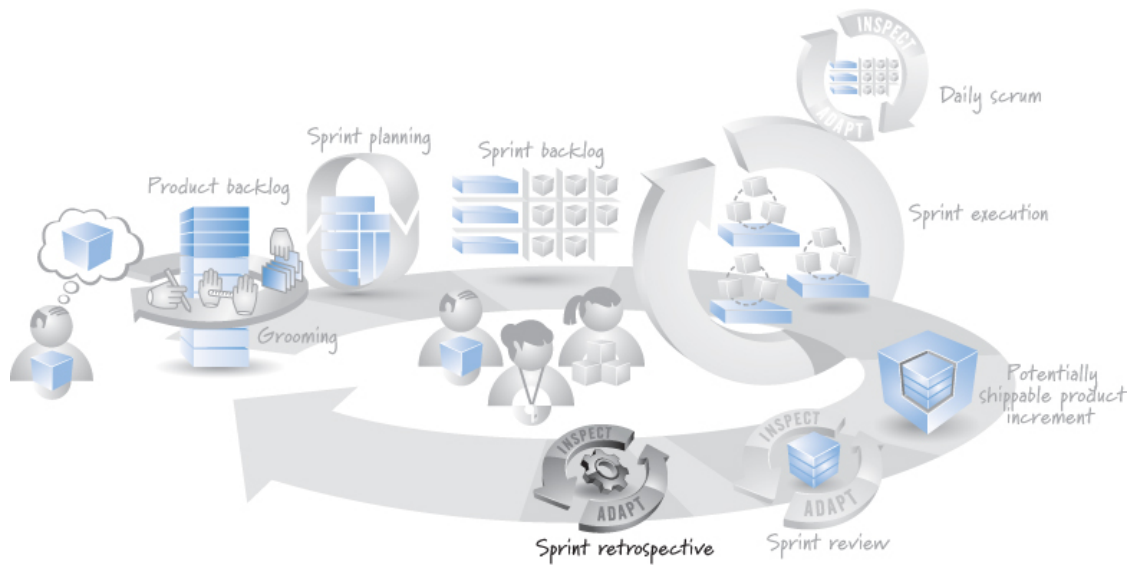 INSPECT
ADAPT
Daily scrum
Sprint planning
Sprint backlog
Product backlog
Sprint execution
Grooming
Potentially
shippable product
increment
INSPECT
ADAPT
Sprint retrospective
INSPECT
ADAPT
Sprint review